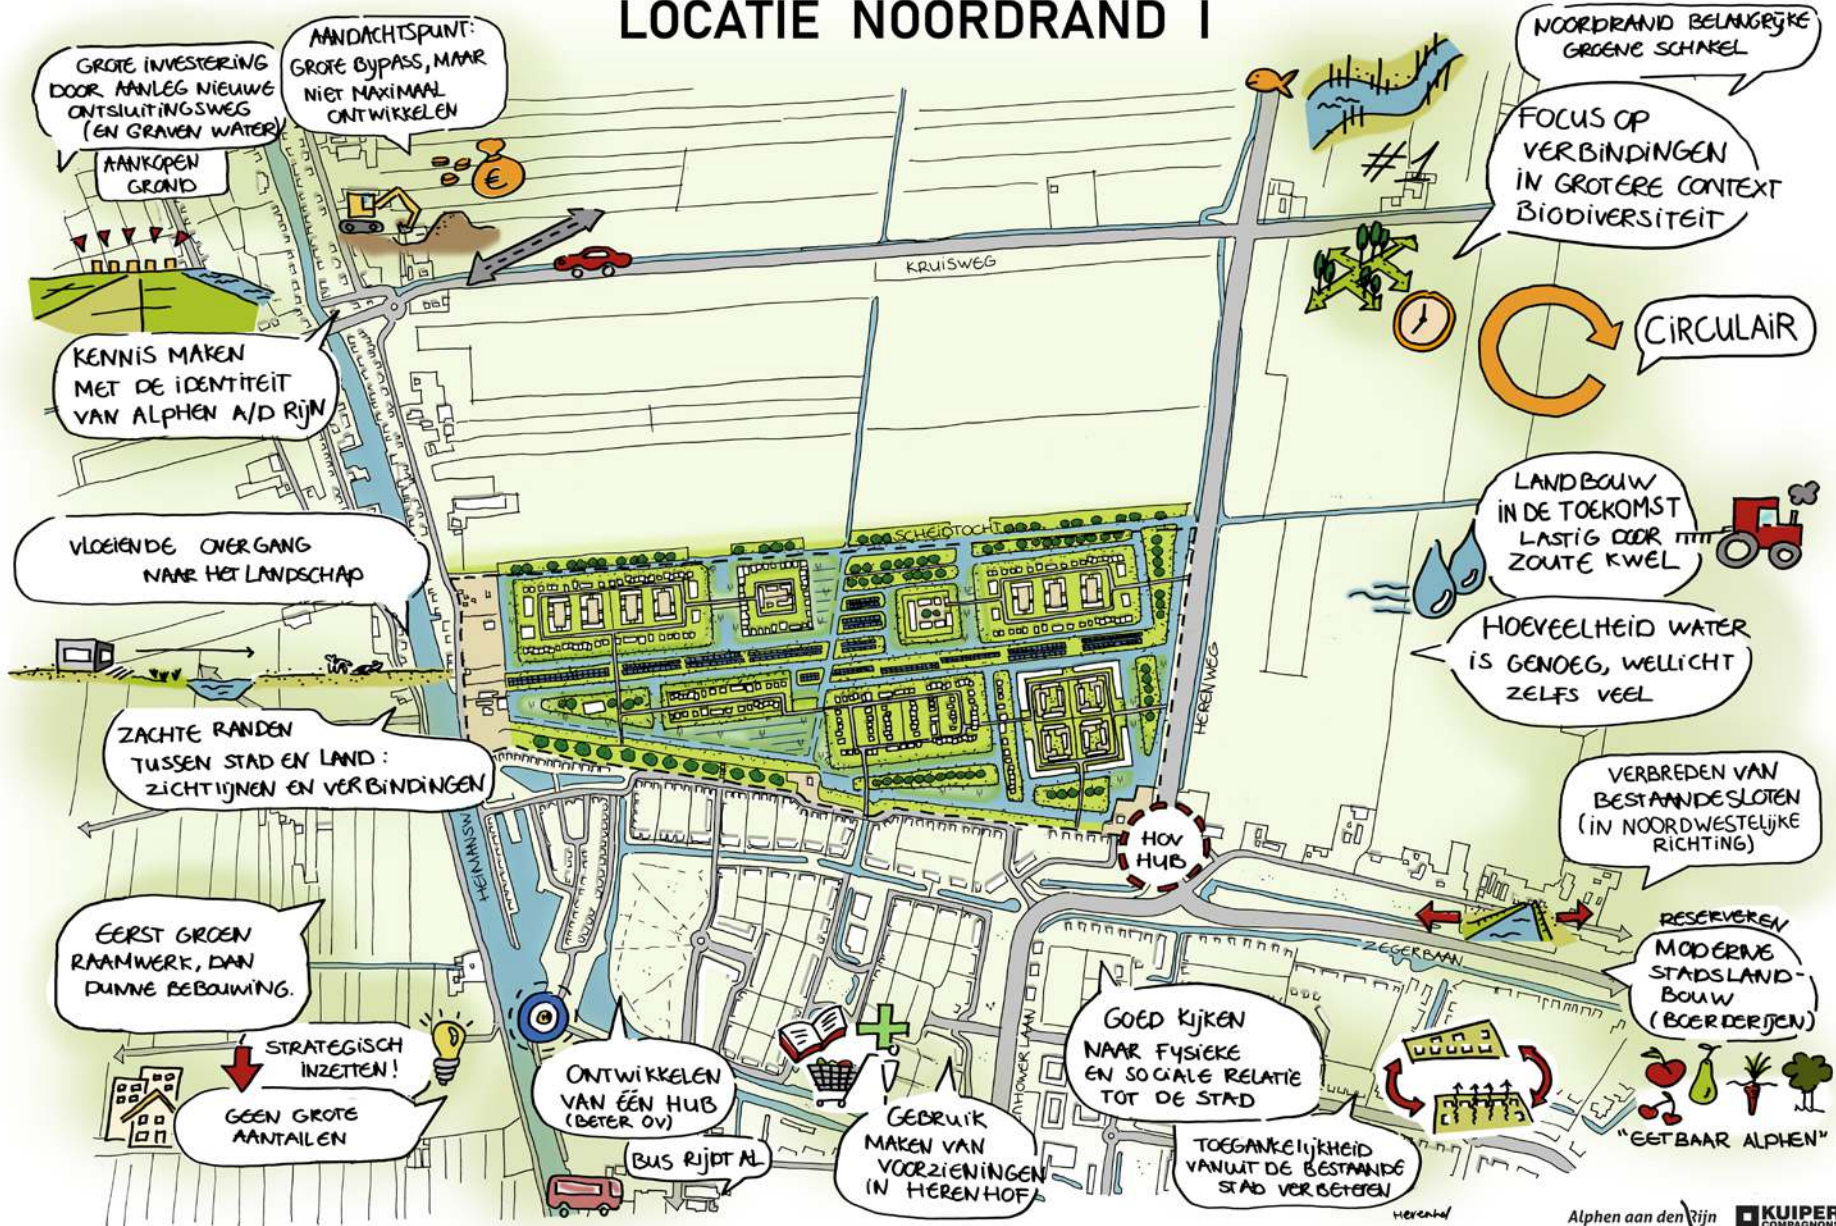 LOCATIE NOORDRAND I
GROTE INVESTERING
DOOR AANLEG NIEUWE
ONTSLUITINGSWEG
(EN GRAVEN WATER)
AANKOPEN
GROND
AANDACHTSPUNT:
GROTE BYPASS, MAAR
NIET MAXIMAAL
ONTWIKKELEN
€
NOORDRAND BELANGRIJKE
GROENE SCHAKEL
#1
FOCUS OP
VERBINDINGEN
IN GROTERE CONTEXT
BIODIVERSITEIT
KRUISWEG
CIRCULAIR
KENNIS MAKEN
MET DE IDENTITEIT
VAN ALPHEN A/D RIJN
LANDBOUW
IN DE TOEKOMST
LASTIG DOOR
ZOUTE KWEL
VLOEIENDE OVERGANG
NAAR HET LANDSCHAP
SCHEIDTOCHT
HOEVEELHEID WATER
IS GENOEG, WELLICHT
ZELFS VEEL
HERENWEG
ZACHTE RANDEN
TUSSEN STAD EN LAND:
ZICHTLIJNEN EN VERBINDINGEN
VERBREDEN VAN
BESTAANDE SLOTEN
(IN NOORDWESTELIJKE
RICHTING)
HEIMANSW
HOV
HUB
EERST GROEN
RAAMWERK, DAN
DUNNE BEBOUWING.
ZEGERBAAN
RESERVEREN
MODERNE
STADSLAND-
BOUW
(BOERDERIJEN)
STRATEGISCH
INZETTEN!
GEEN GROTE
AANTALLEN
ONTWIKKELEN
VAN ÉÉN HUB
(BETER OV)
BUS RIJDT AL
GEBRUIK
MAKEN VAN
VOORZIENINGEN
IN HERENHOF
GOED KIJKEN
NAAR FYSIEKE
EN SOCIALE RELATIE
TOT DE STAD
TOEGANKELIJKHEID
VANUIT DE BESTAANDE
STAD VERBETEREN
"EETBAAR ALPHEN"
Herenhof
Alphen aan den Rijn
KUIPER
COMPAGNONS